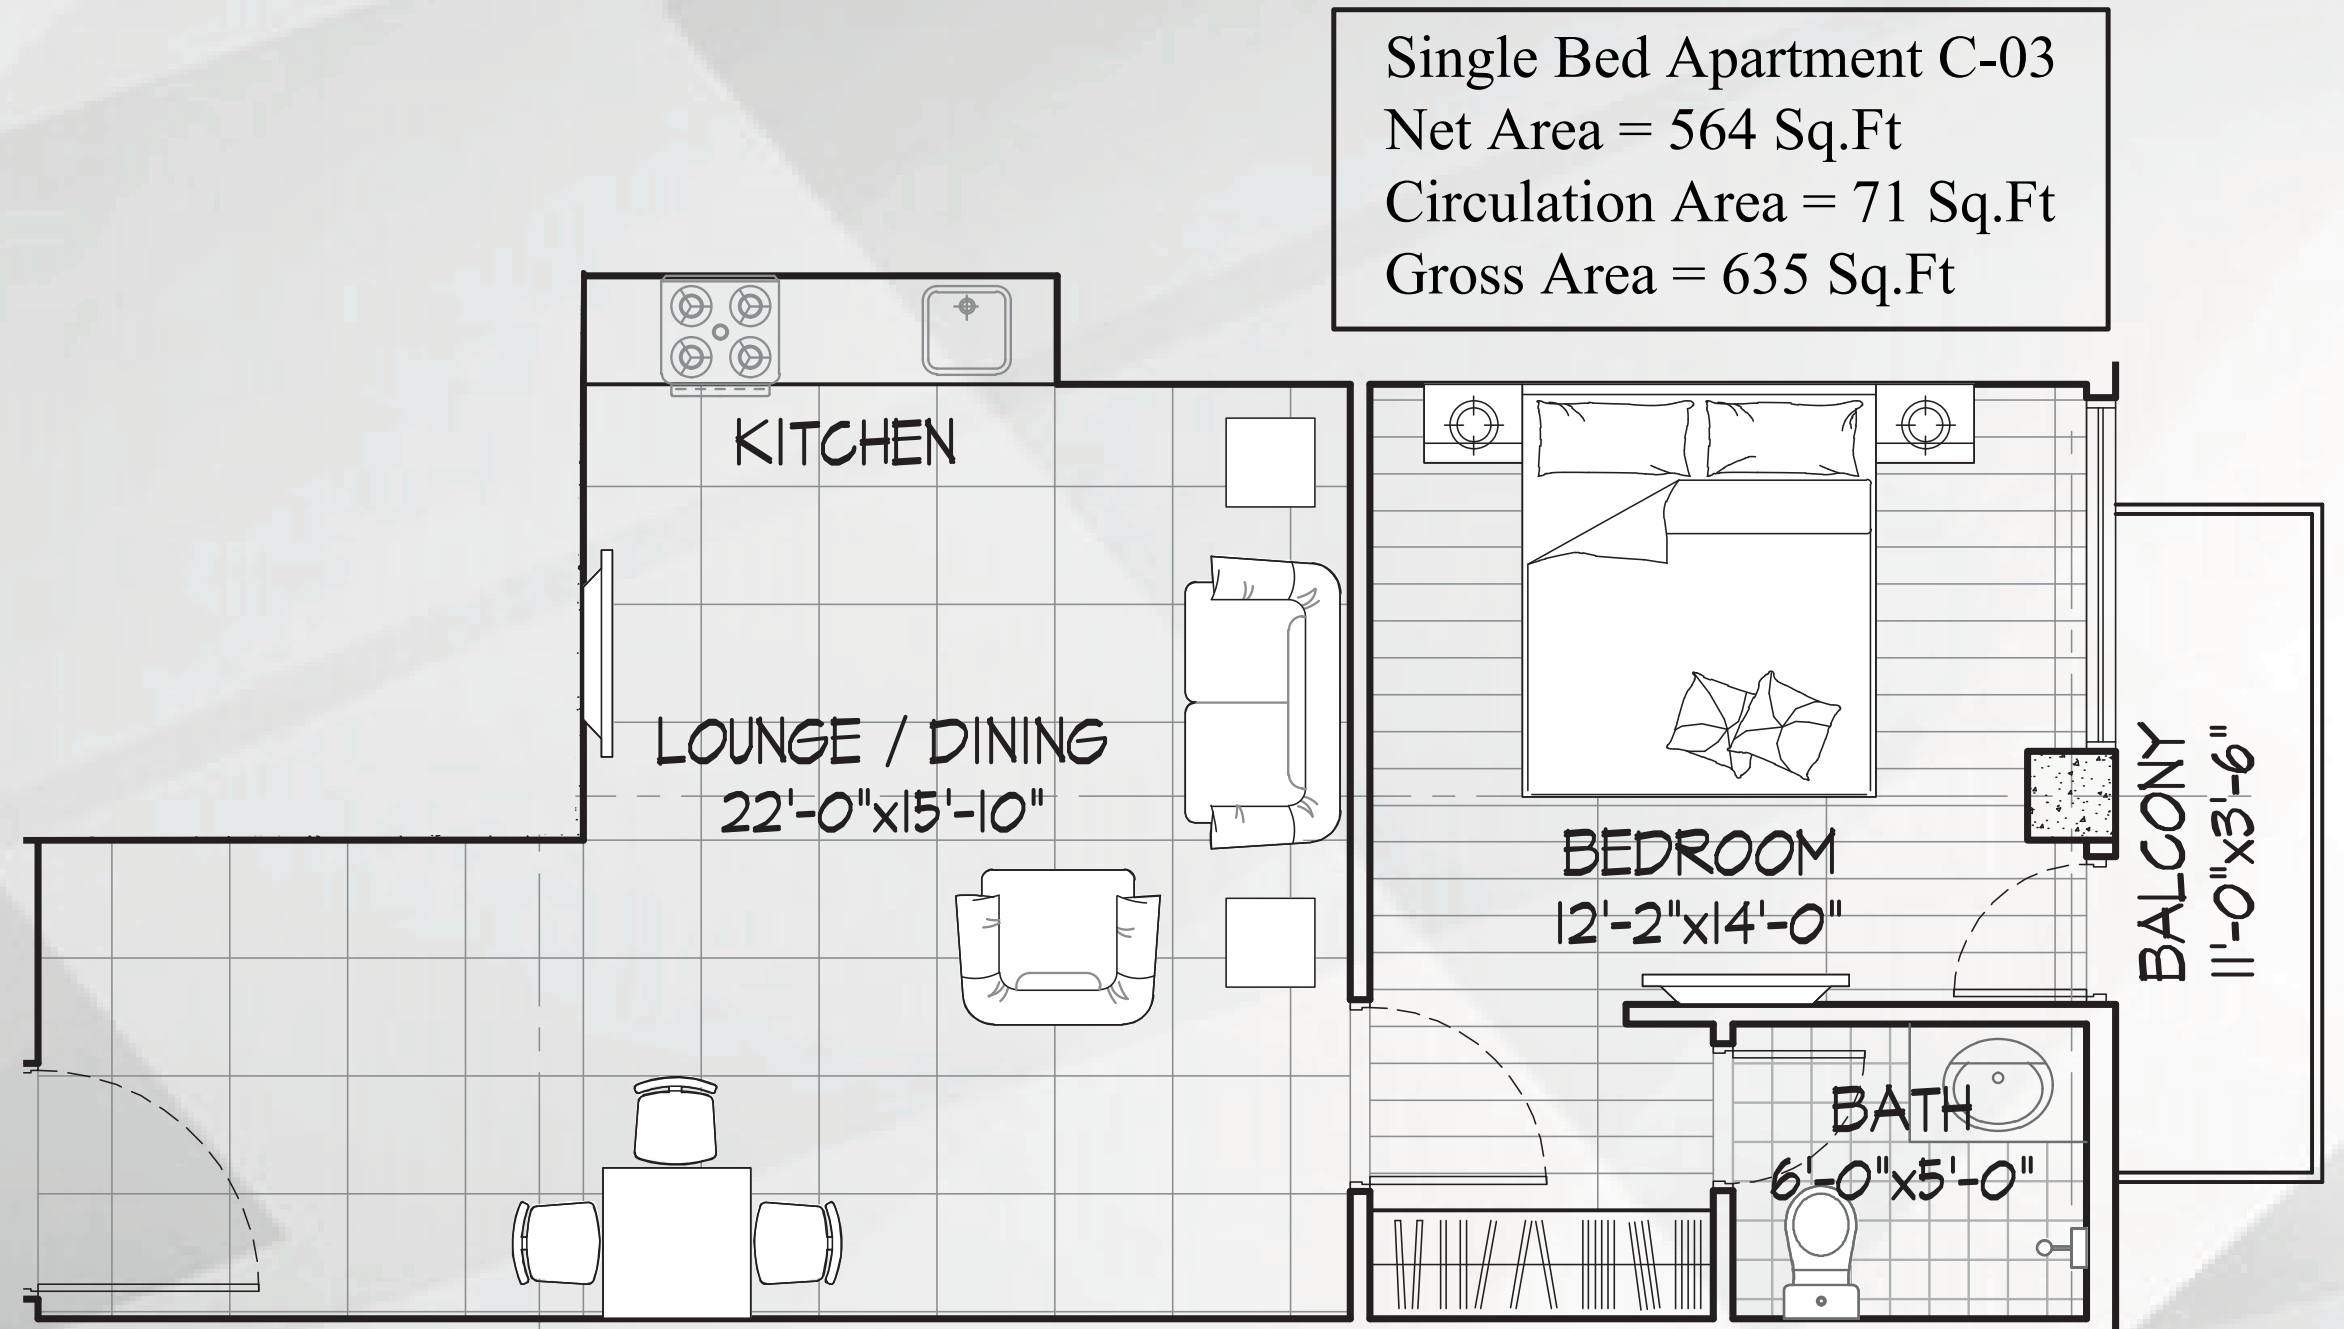 Single Bed Apartment C-03
Net Area = 564 Sq.Ft
Circulation Area = 71 Sq.Ft
Gross Area = 635 Sq.Ft
KITCHEN
LOUNGE / DINING
22'-0"x15'-10"
BEDROOM
12'-2"x14'-0"
BALCONY
11'-0"x3'-6"
BATH
6'-0"x5'-0"